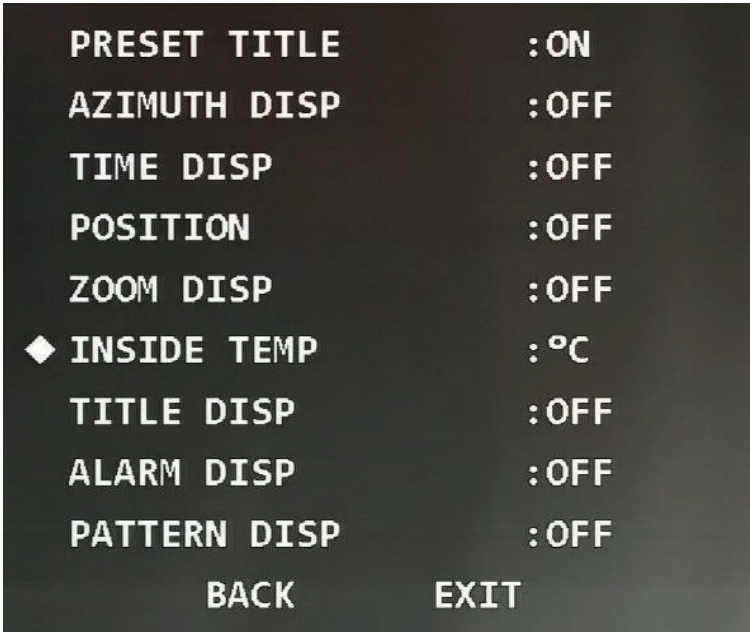 PRESET TITLE :ON
AZIMUTH DISP :OFF
TIME DISP :OFF
POSITION :OFF
ZOOM DISP :OFF
INSIDE TEMP :°C
TITLE DISP :OFF
ALARM DISP :OFF
PATTERN DISP :OFF
BACK EXIT